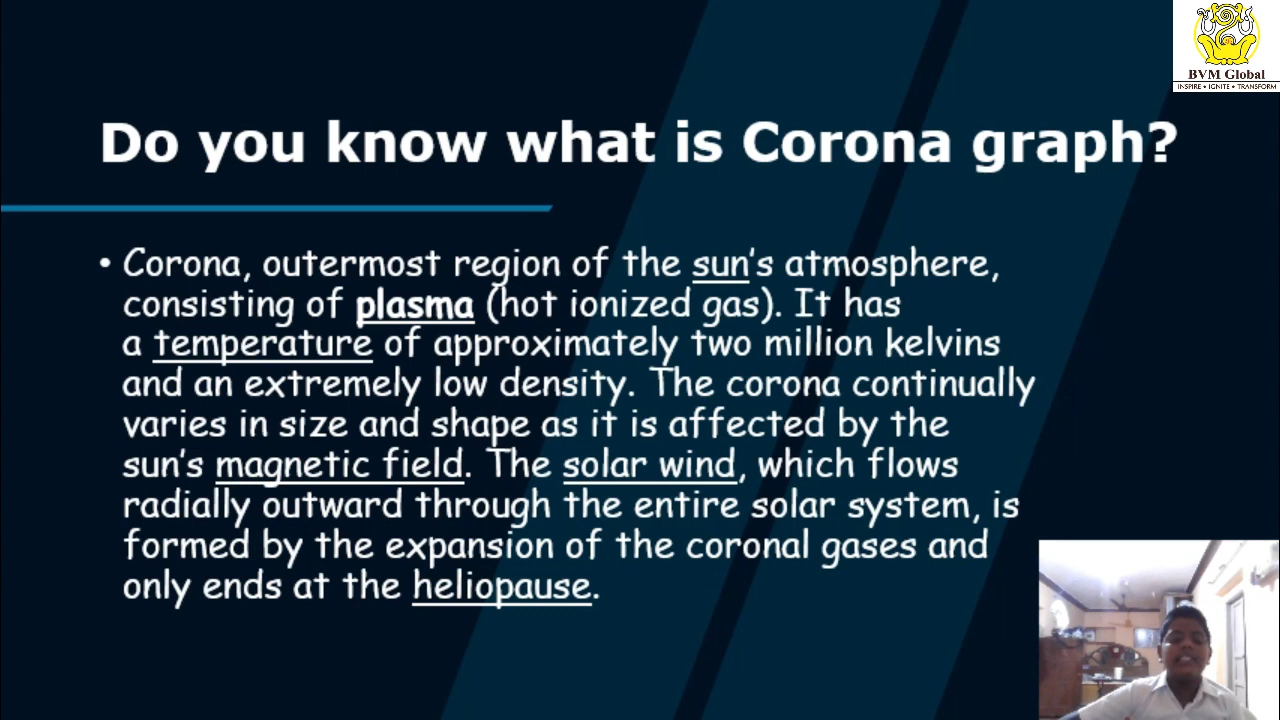 BVM Global
INSPIRE • IGNITE • TRANSFORM
Do you know what is Corona graph?
• Corona, outermost region of the sun's atmosphere,
consisting of plasma (hot ionized gas). It has
a temperature of approximately two million kelvins
and an extremely low density. The corona continually
varies in size and shape as it is affected by the
sun's magnetic field. The solar wind, which flows
radially outward through the entire solar system, is
formed by the expansion of the coronal gases and
only ends at the heliopause.